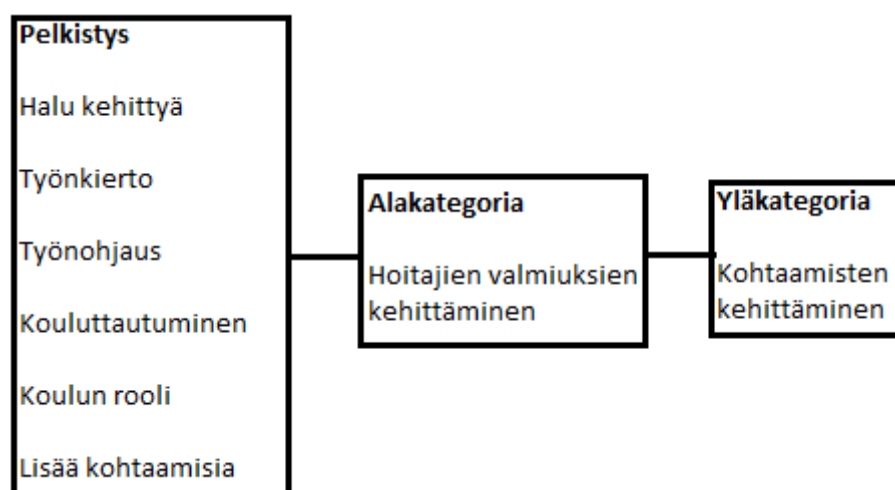 Pelkistys
Halu kehittyä
Työnkierto
Työnohjaus
Kouluttautuminen
Koulun rooli
Lisää kohtaamisia
Alakategoria
Hoitajien valmiuksien
kehittäminen
Yläkategoria
Kohtaamisten
kehittäminen